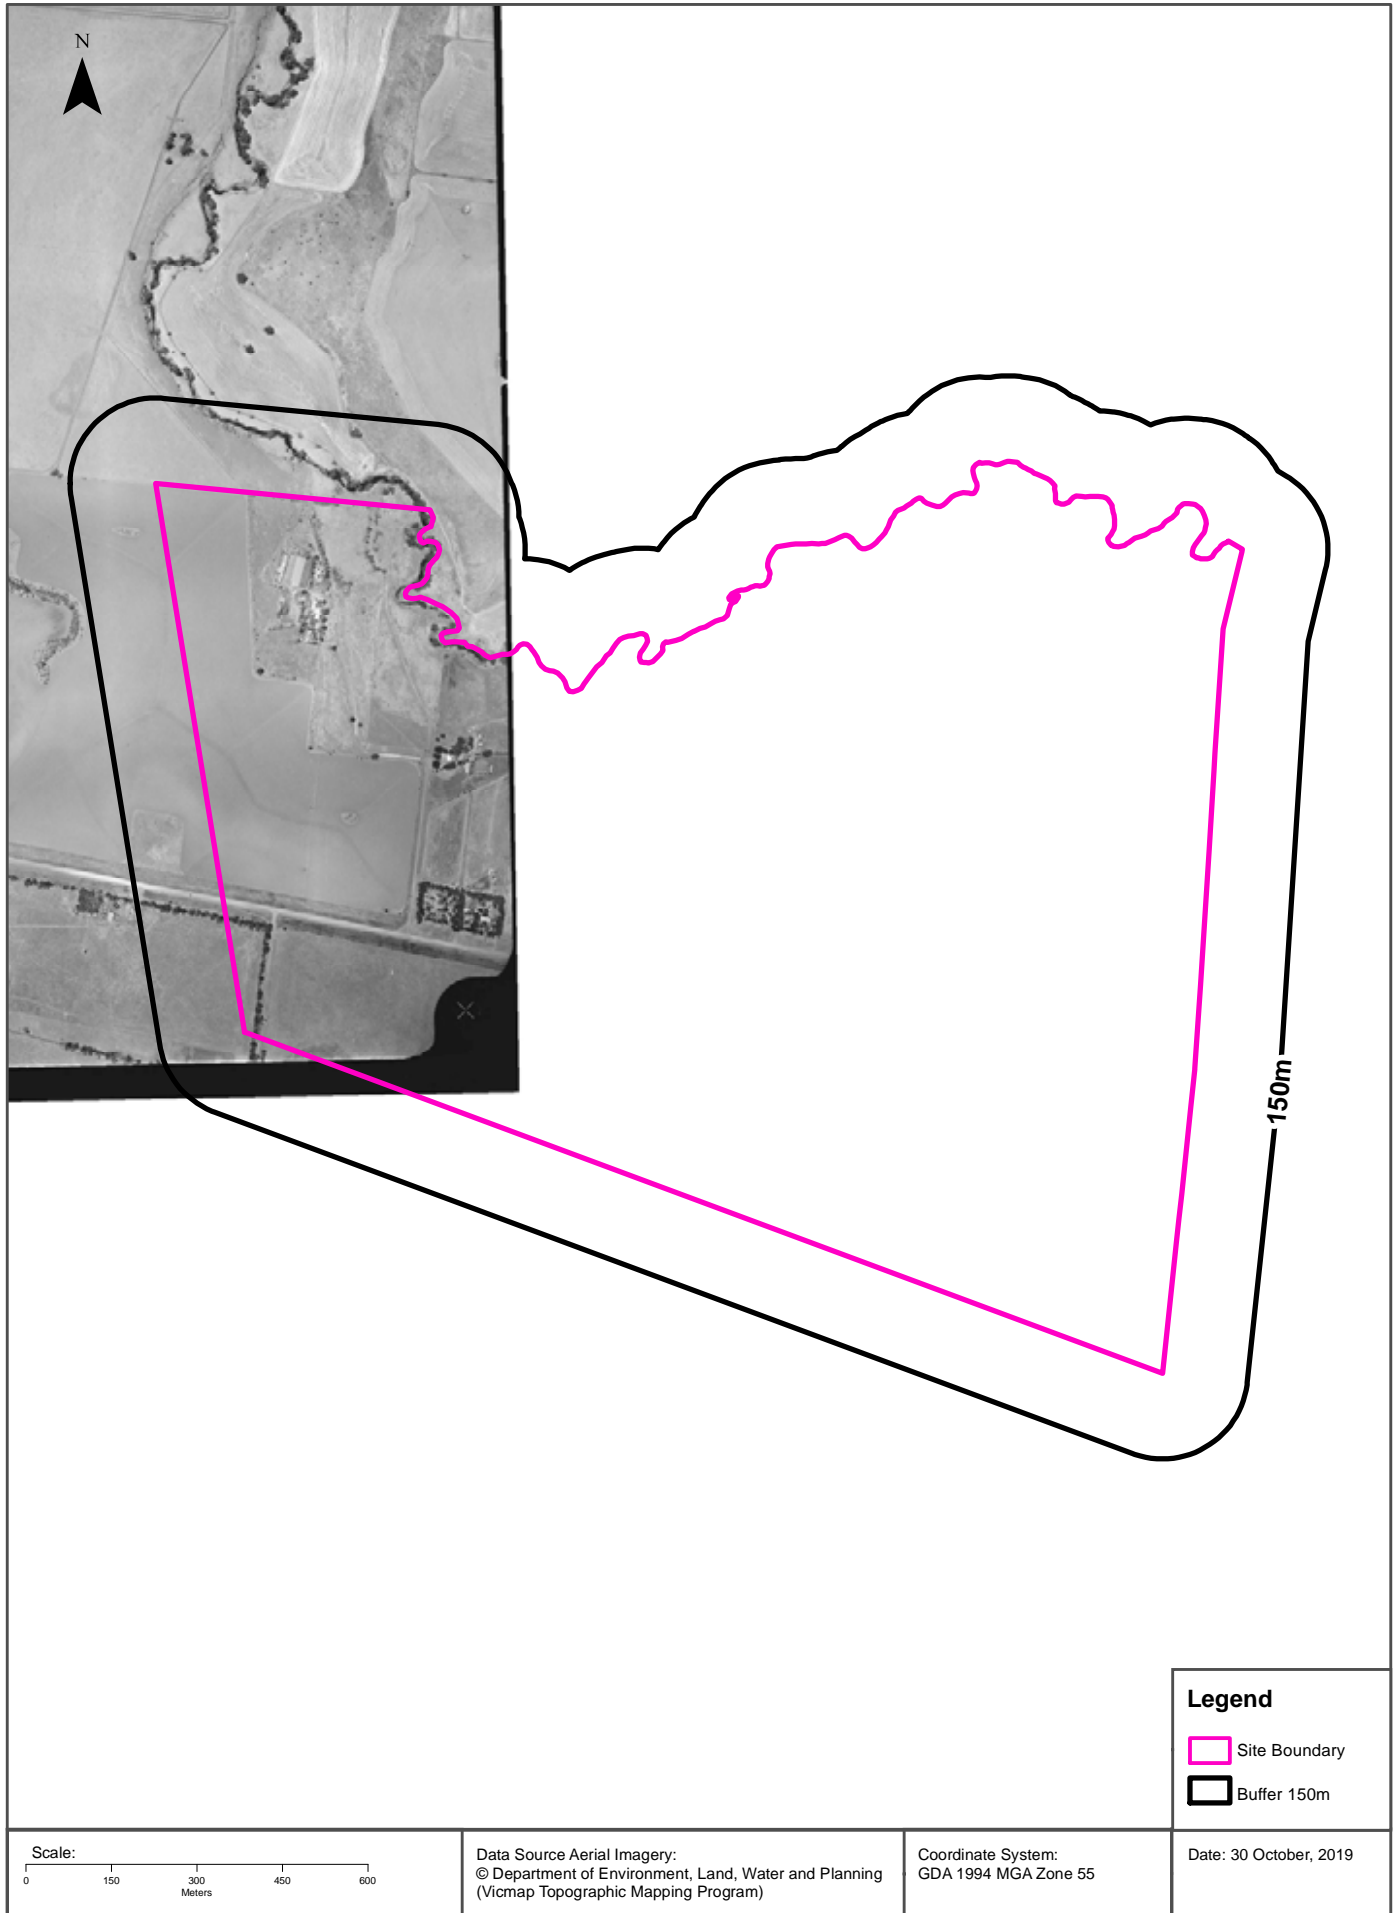 N
150m
Legend
Site Boundary
Buffer 150m
Scale:
0 150 300 450 600
Meters
Data Source Aerial Imagery:
© Department of Environment, Land, Water and Planning
(Vicmap Topographic Mapping Program)
Coordinate System:
GDA 1994 MGA Zone 55
Date: 30 October, 2019